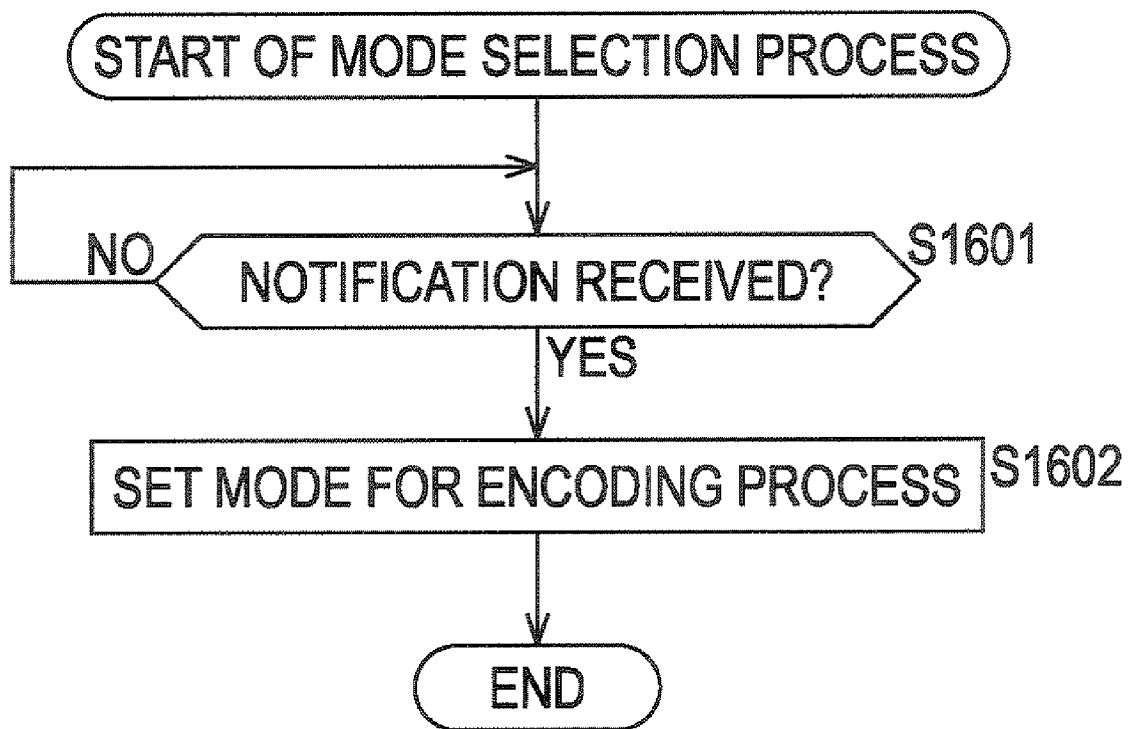 START OF MODE SELECTION PROCESS
NO
NOTIFICATION RECEIVED?
S1601
YES
SET MODE FOR ENCODING PROCESS
S1602
END